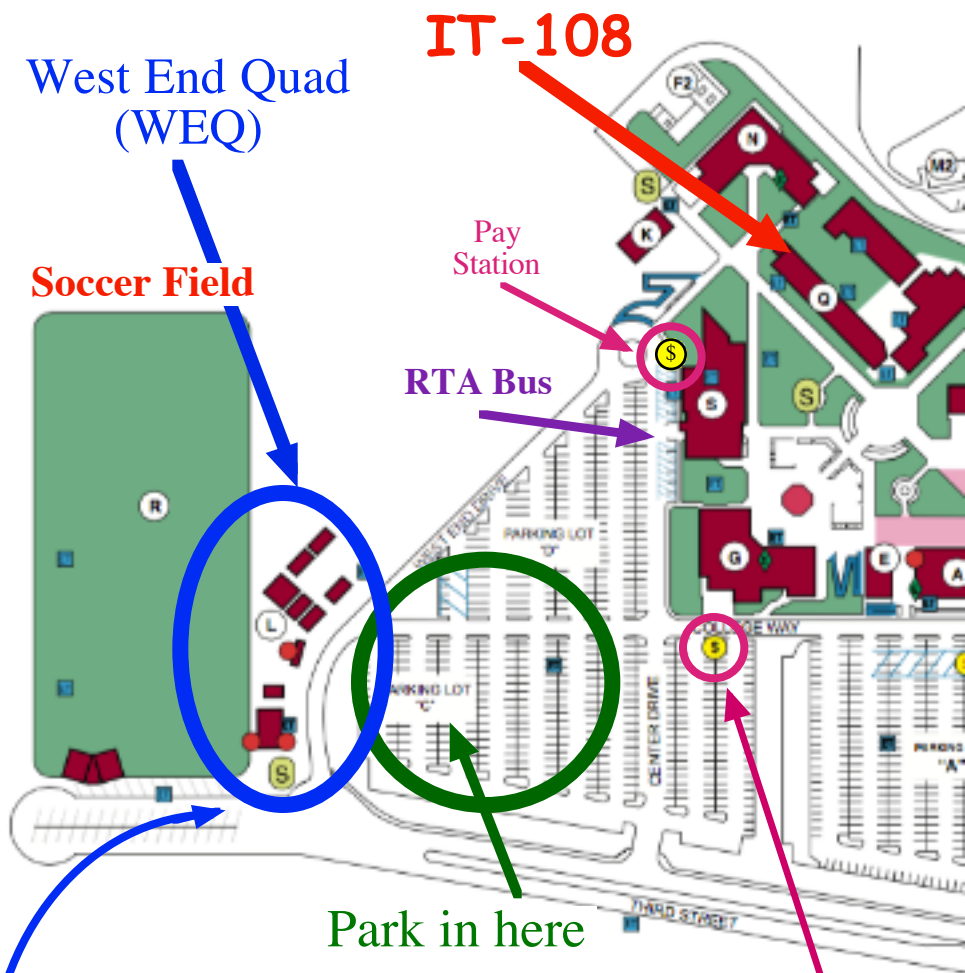 IT-108
West End Quad
(WEQ)
F2
N
M2
S
K
Pay
Station
Soccer Field
Q
$
RTA Bus
S
S
R
WEST END DRIVE
PARKING LOT
"D"
G
E
A
L
COLLEGE WAY
$
PARKING LOT
"C"
CENTER DRIVE
PARKING
"A"
S
Park in here
THIRD STREET